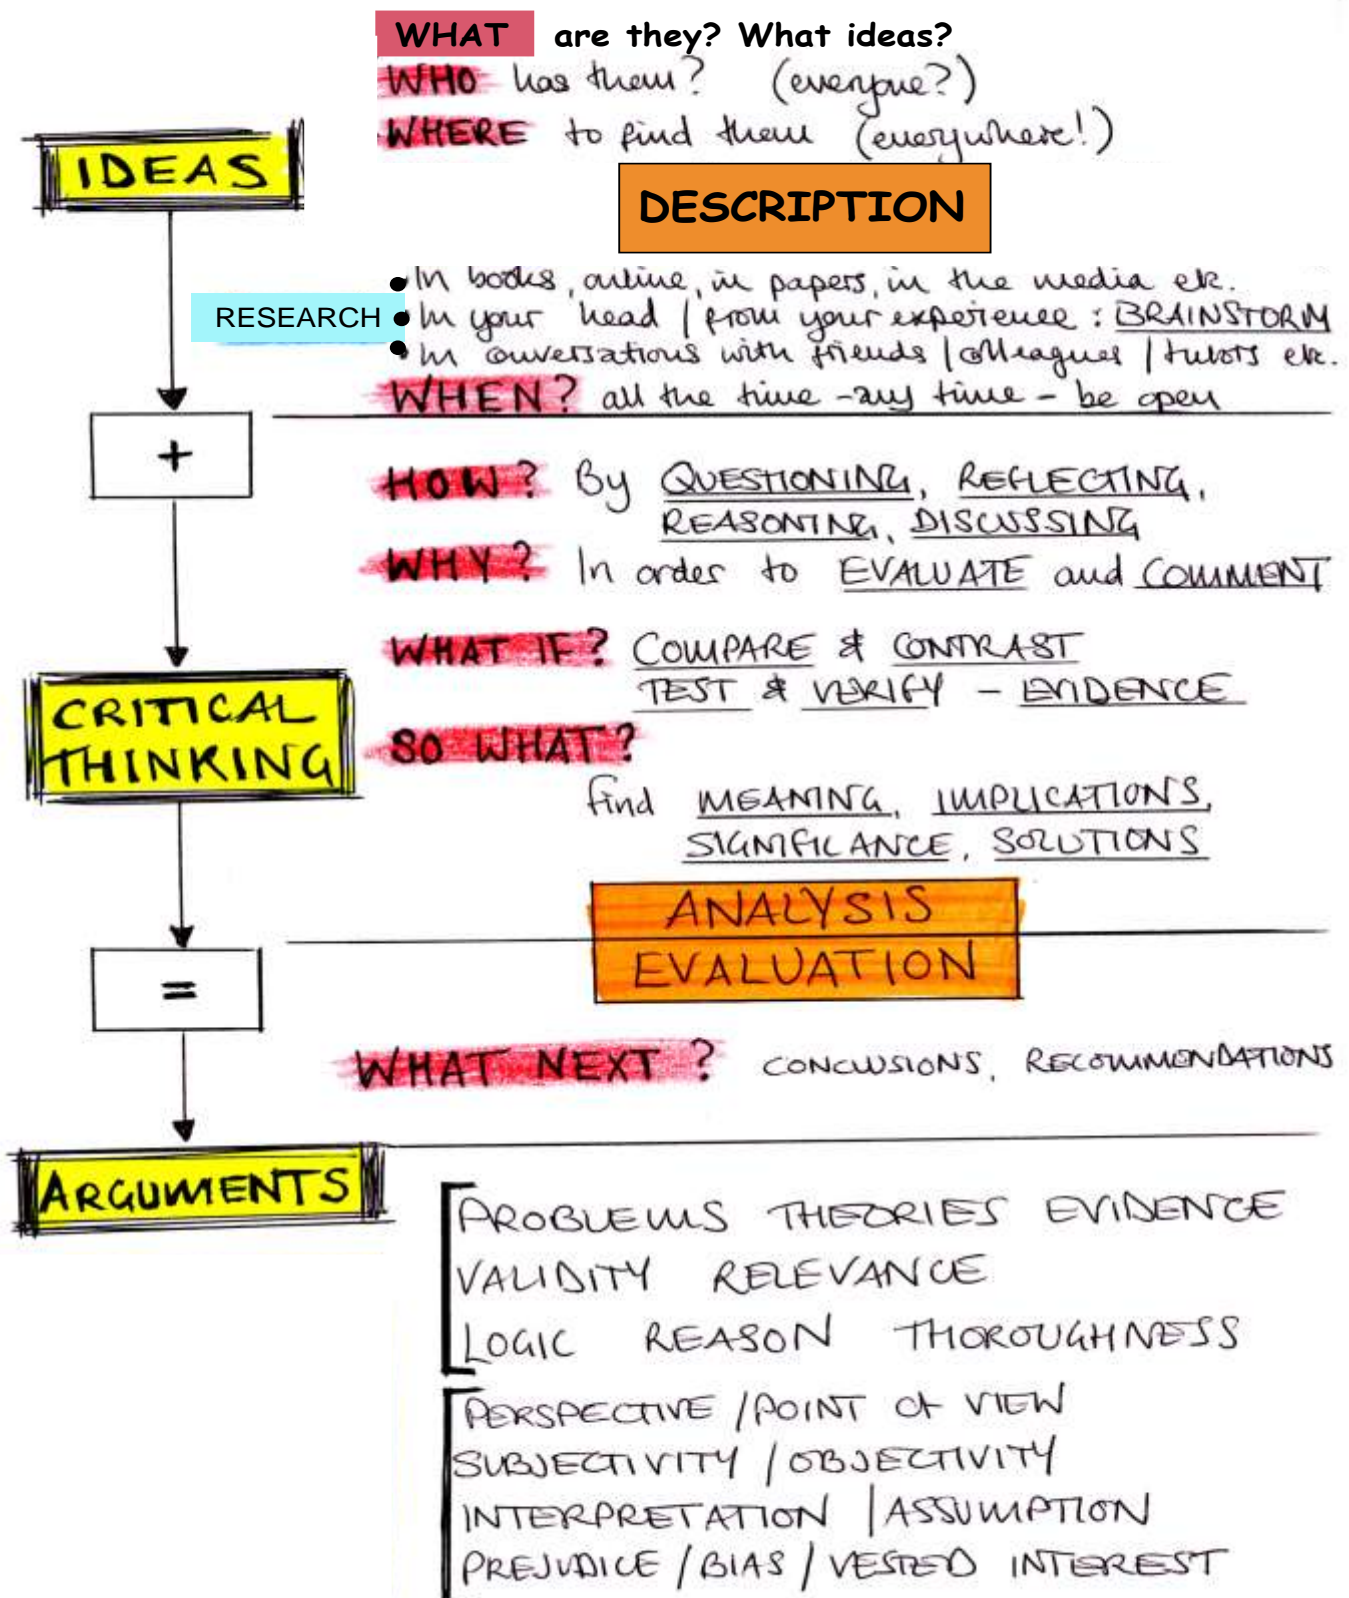 WHAT are they? What ideas?
WHO has them? (everyone?)
WHERE to find them (everywhere!)
IDEAS
DESCRIPTION
• In books, online, in papers, in the media etc.
RESEARCH • In your head / from your experience : BRAINSTORM
• In conversations with friends / colleagues / tutors etc.
WHEN? all the time - any time - be open
+
HOW? By QUESTIONING, REFLECTING,
REASONING, DISCUSSING
WHY? In order to EVALUATE and COMMENT
WHAT IF? COMPARE & CONTRAST
TEST & VERIFY - EVIDENCE
CRITICAL
THINKING
SO WHAT?
find MEANING, IMPLICATIONS,
SIGNIFICANCE, SOLUTIONS
ANALYSIS
EVALUATION
=
WHAT NEXT? CONCLUSIONS, RECOMMENDATIONS
ARGUMENTS
PROBLEMS THEORIES EVIDENCE
VALIDITY RELEVANCE
LOGIC REASON THOROUGHNESS
PERSPECTIVE / POINT OF VIEW
SUBJECTIVITY / OBJECTIVITY
INTERPRETATION / ASSUMPTION
PREJUDICE / BIAS / VESTED INTEREST